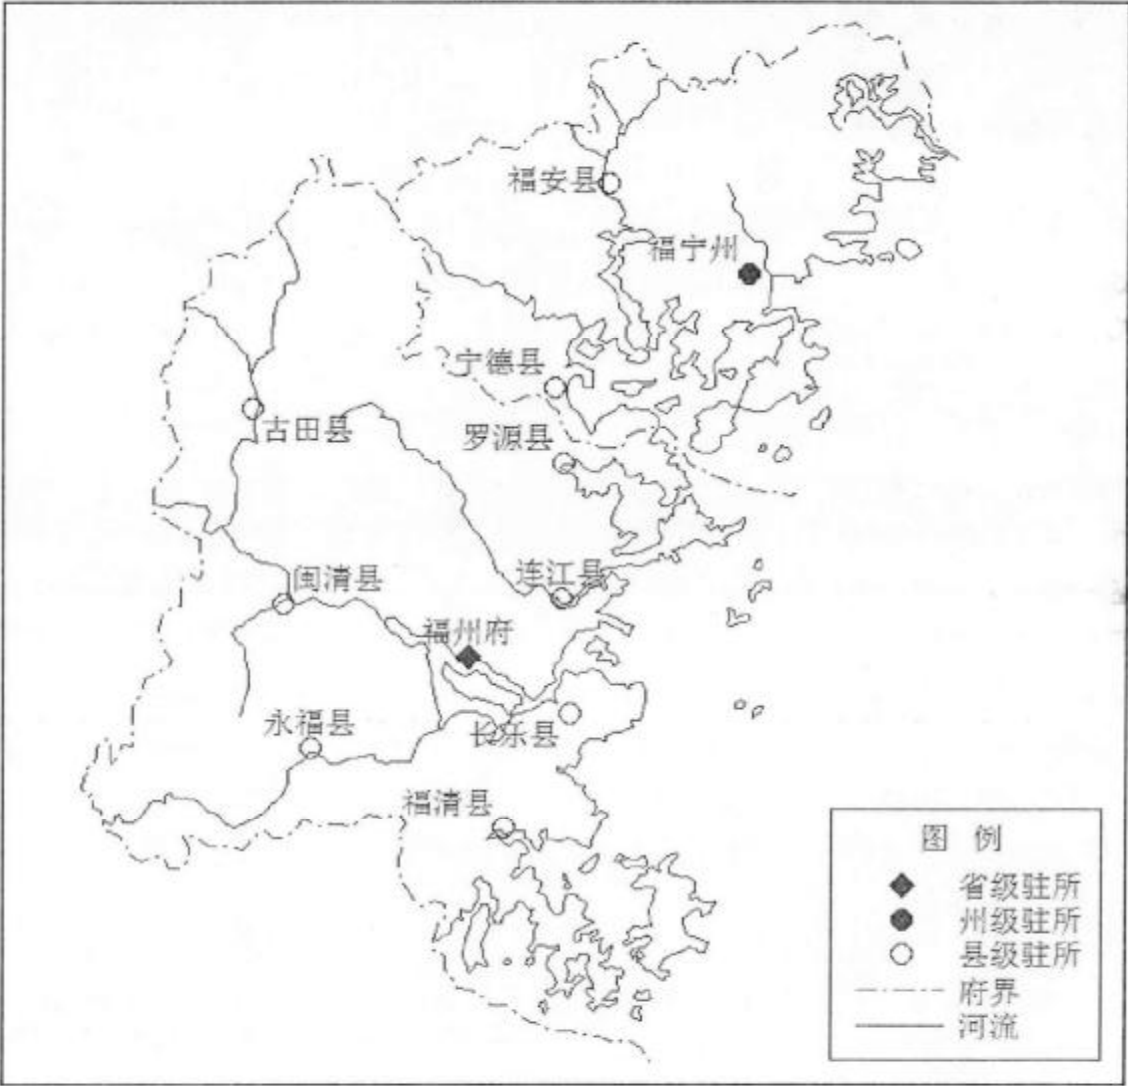 福安县
福宁州
宁德县
古田县
罗源县
连江县
闽清县
福州府
永福县
长乐县
福清县
图 例
省级驻所
州级驻所
县级驻所
府界
河流